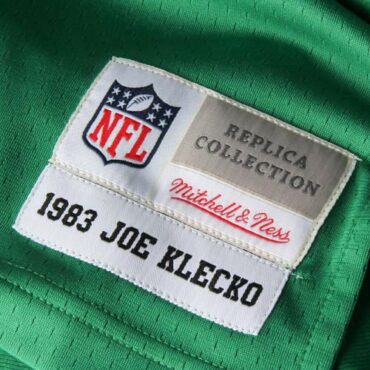 NFL
REPLICA
COLLECTION
Mitchell & Ness
1983 JOE KLECKO